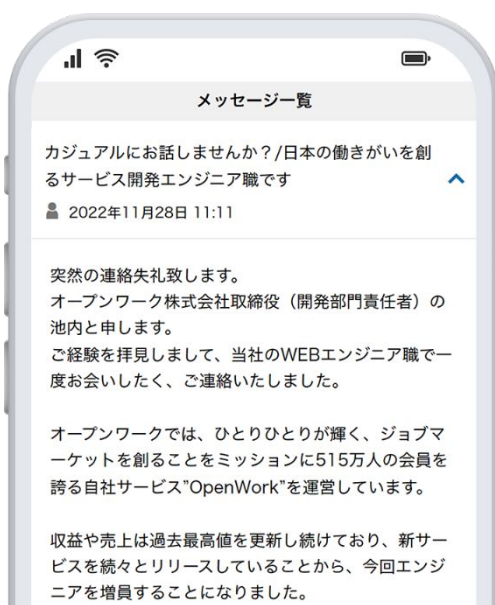 メッセージ一覧
カジュアルにお話しませんか？/日本の働きがいを創
るサービス開発エンジニア職です
2022年11月28日 11:11
突然の連絡失礼致します。
オープンワーク株式会社取締役（開発部門責任者）の
池内と申します。
ご経験を拝見しまして、当社のWEBエンジニア職で一
度お会いしたく、ご連絡いたしました。
オープンワークでは、ひとりひとりが輝く、ジョブマ
ーケットを創ることをミッションに515万人の会員を
誇る自社サービス”OpenWork”を運営しています。
収益や売上は過去最高値を更新し続けており、新サー
ビスを続々とリリースしていることから、今回エンジ
ニアを増員することになりました。